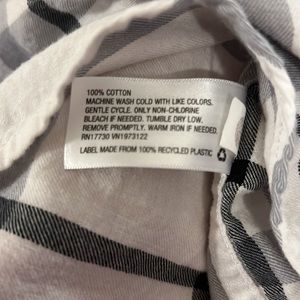 100% COTTON
MACHINE WASH COLD WITH LIKE COLORS.
GENTLE CYCLE. ONLY NON-CHLORINE
BLEACH IF NEEDED. TUMBLE DRY LOW.
REMOVE PROMPTLY. WARM IRON IF NEEDED.
RN17730 VN1973122
LABEL MADE FROM 100% RECYCLED PLASTIC